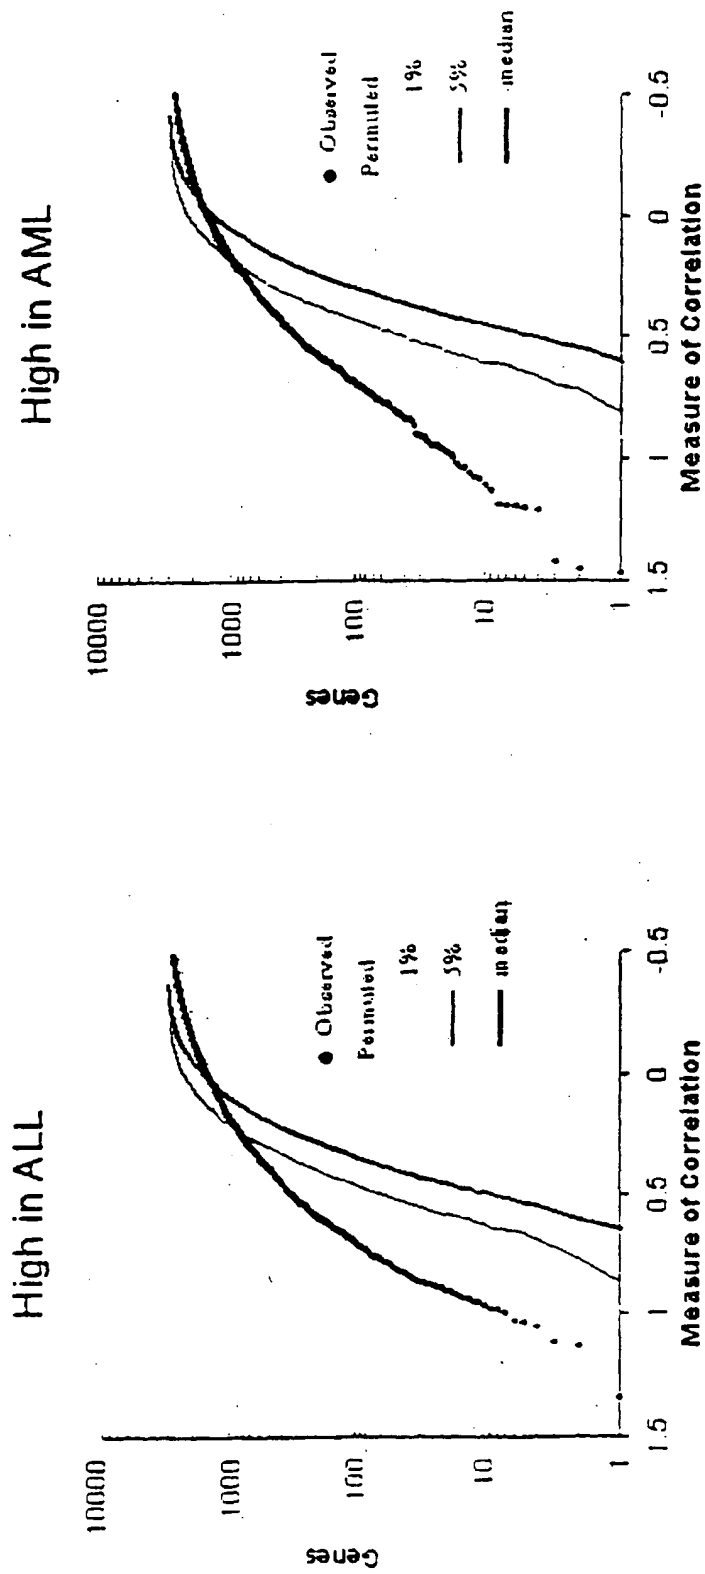 High in ALL
Genes
10000
1000
100
10
1
1.5
1
0.5
0
-0.5
Measure of Correlation
Observed
Permuted
1%
5%
median
High in AML
Genes
10000
1000
100
10
1
1.5
1
0.5
0
-0.5
Measure of Correlation
Observed
Permuted
1%
5%
median